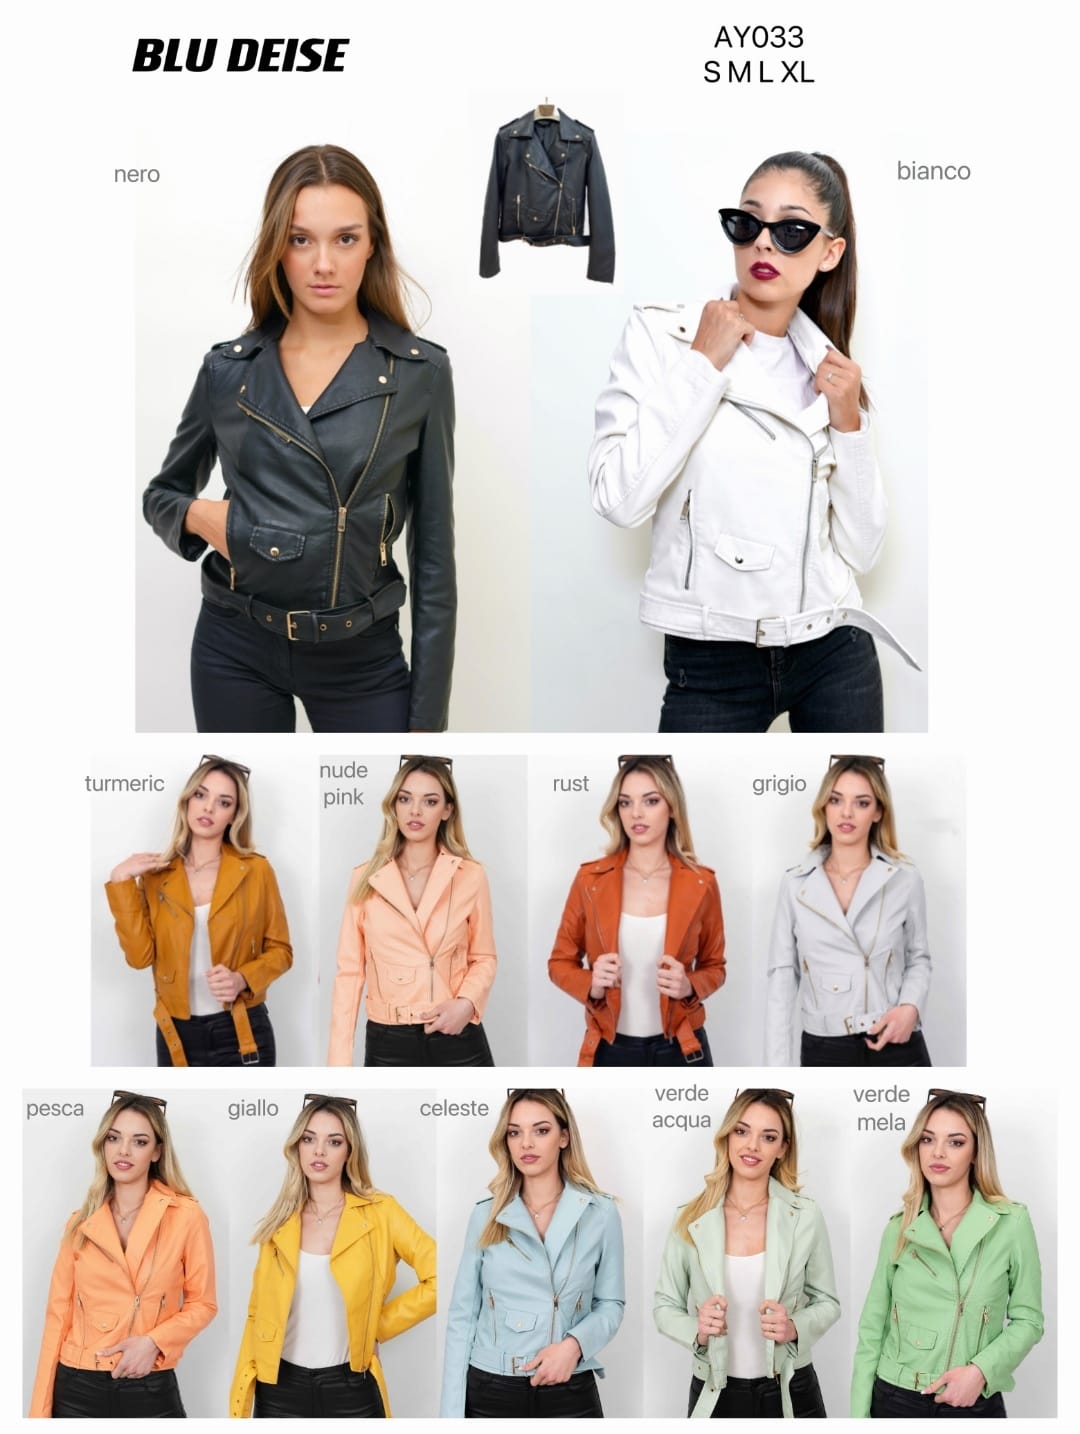 BLU DEISE
AY033
S M L XL
nero
bianco
turmeric
nude
pink
rust
grigio
pesca
giallo
celeste
verde
acqua
verde
mela